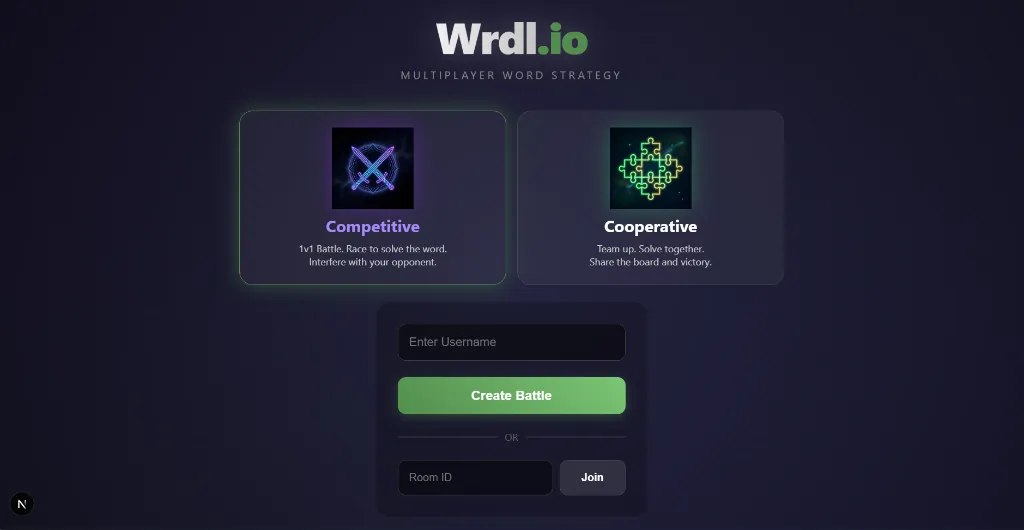 Wrdl.io
MULTIPLAYER WORD STRATEGY
Competitive
1v1 Battle. Race to solve the word.
Interfere with your opponent.
Cooperative
Team up. Solve together.
Share the board and victory.
Enter Username
Create Battle
OR
Room ID
Join
N